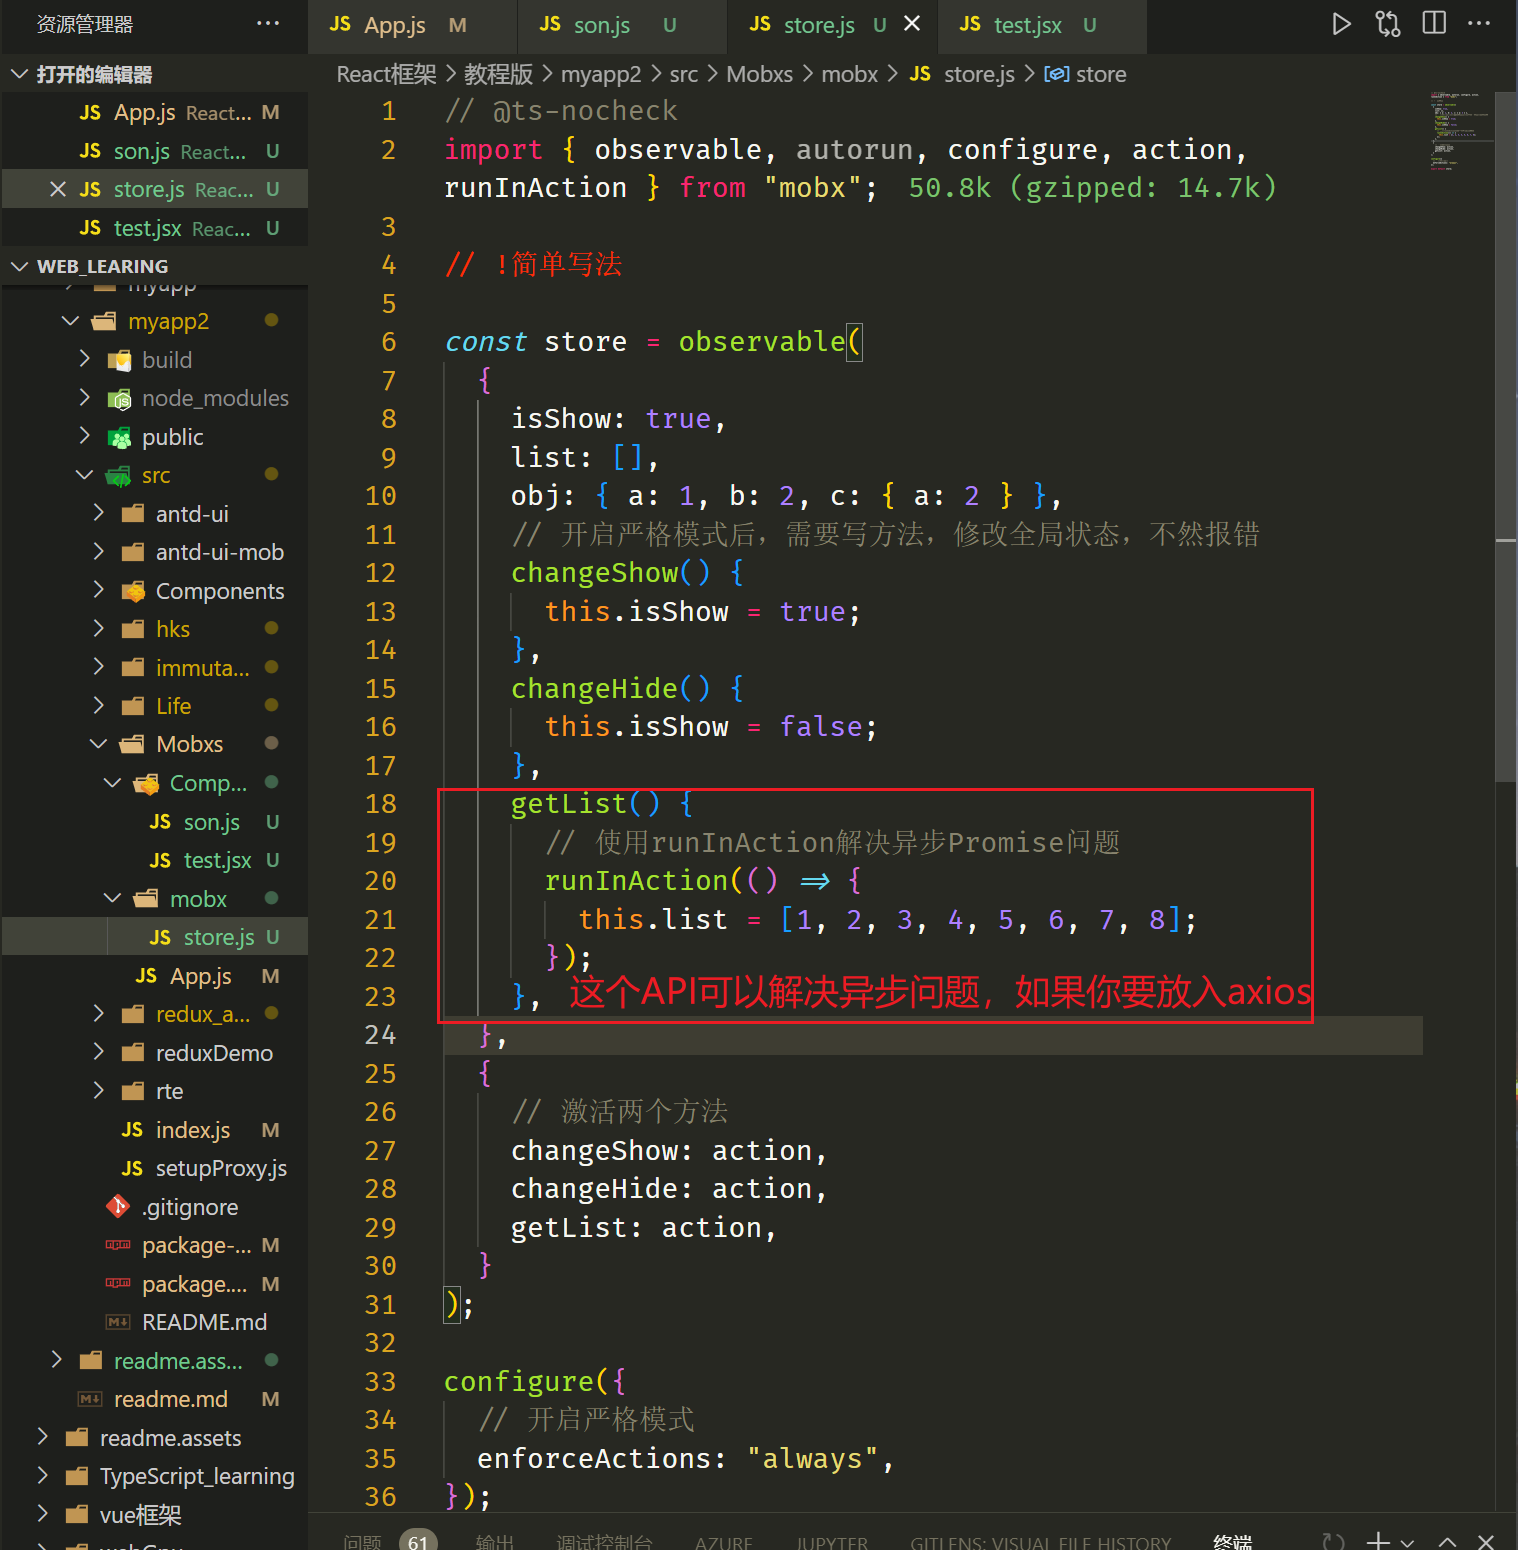 资源管理器
打开的编辑器
JS App.js React... M
JS son.js React... U
JS store.js Reac... U
JS test.jsx Reac... U
WEB_LEARING
myapp
myapp2
build
node_modules
public
src
antd-ui
antd-ui-mob
Components
hks
immuta...
Life
Mobxs
Comp...
JS son.js U
JS test.jsx U
mobx
JS store.js U
JS App.js M
redux_a...
reduxDemo
rte
JS index.js M
JS setupProxy.js
.gitignore
package-... M
package.... M
README.md
readme.ass...
readme.md M
readme.assets
TypeScript_learning
vue框架
JS App.js M JS son.js U JS store.js U JS test.jsx U
React框架 > 教程版 > myapp2 > src > Mobxs > mobx > JS store.js > store
1 // @ts-nocheck
2 import { observable, autorun, configure, action,
runInAction } from "mobx"; 50.8k (gzipped: 14.7k)
3
4 // !简单写法
5
6 const store = observable(
7 {
8 isShow: true,
9 list: [],
10 obj: { a: 1, b: 2, c: { a: 2 } },
11 // 开启严格模式后，需要写方法，修改全局状态，不然报错
12 changeShow() {
13 this.isShow = true;
14 },
15 changeHide() {
16 this.isShow = false;
17 },
18 getList() {
19 // 使用runInAction解决异步Promise问题
20 runInAction(() => {
21 this.list = [1, 2, 3, 4, 5, 6, 7, 8];
22 });
23 }, 这个API可以解决异步问题，如果你要放入axios
24 },
25 {
26 // 激活两个方法
27 changeShow: action,
28 changeHide: action,
29 getList: action,
30 }
31 );
32
33 configure({
34 // 开启严格模式
35 enforceActions: "always",
36 });
问题 61 输出 调试控制台 AZURE JUPYTER GITLENS: VISUAL FILE HISTORY 终端